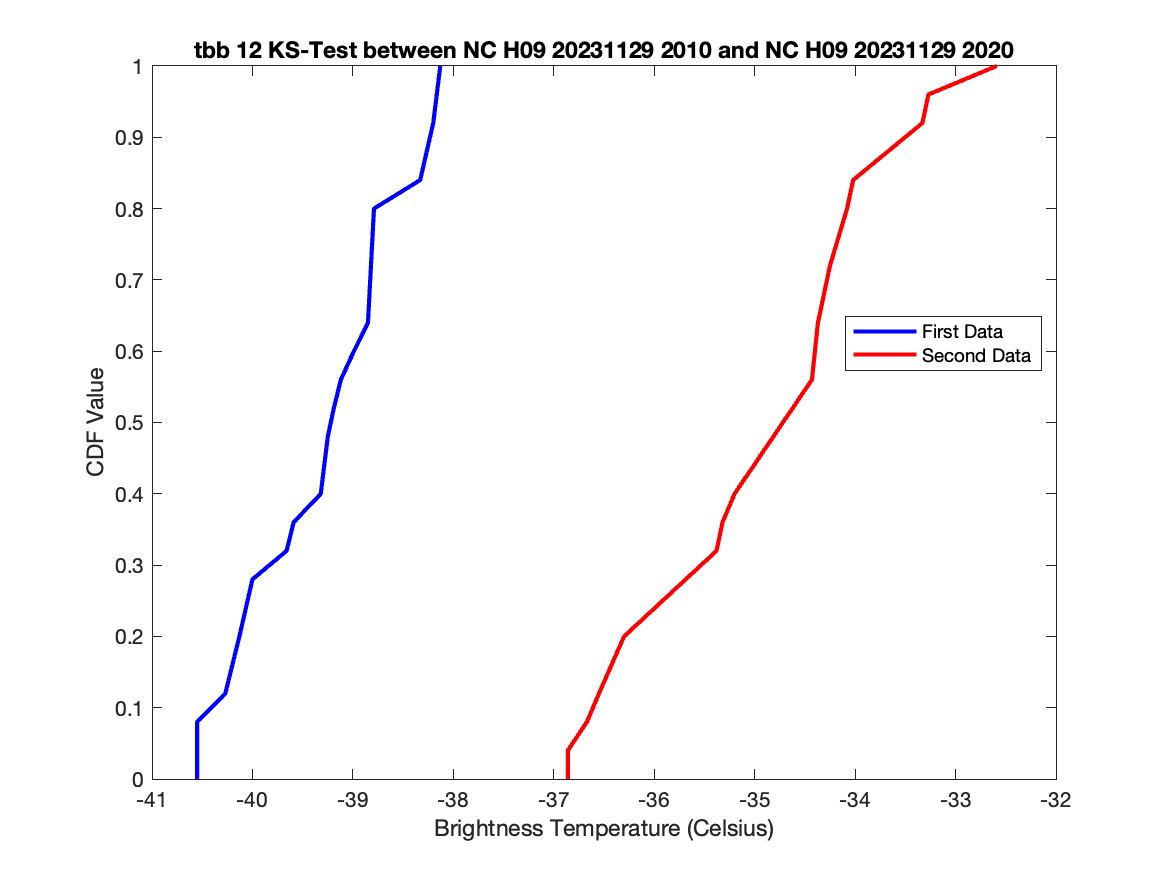 tbb 12 KS-Test between NC H09 20231129 2010 and NC H09 20231129 2020
1
0.9
0.8
0.7
0.6
0.5
0.4
0.3
0.2
0.1
0
CDF Value
First Data
Second Data
-41 -40 -39 -38 -37 -36 -35 -34 -33 -32
Brightness Temperature (Celsius)